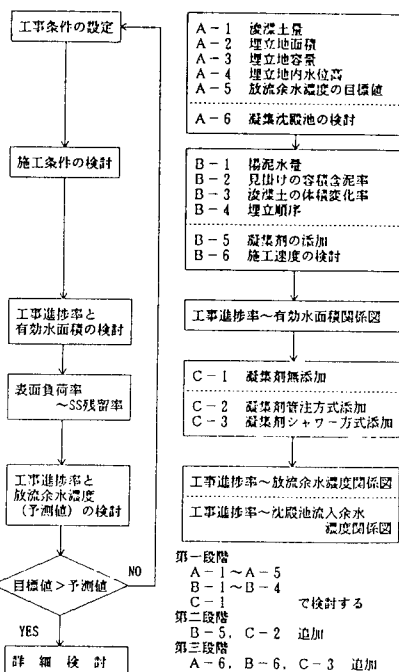 工事条件の設定
施工条件の検討
工事進捗率と
有効水面積の検討
表面負荷率
～SS残留率
工事進捗率と
放流余水濃度
(予測値)の検討
目標値＞予測値
NO
YES
詳細検討
A－1 浚渫土量
A－2 埋立地面積
A－3 埋立地容量
A－4 埋立地内水位高
A－5 放流余水濃度の目標値
A－6 凝集沈殿池の検討
B－1 揚泥水量
B－2 見掛けの容積含泥率
B－3 浚渫土の体積変化率
B－4 埋立順序
B－5 凝集剤の添加
B－6 施工速度の検討
工事進捗率～有効水面積関係図
C－1 凝集剤無添加
C－2 凝集剤管注方式添加
C－3 凝集剤シャワー方式添加
工事進捗率～放流余水濃度関係図
工事進捗率～沈殿池流入余水
濃度関係図
第一段階
A－1～A－5
B－1～B－4
C－1 で検討する
第二段階
B－5，C－2 追加
第三段階
A－6，B－6，C－3 追加